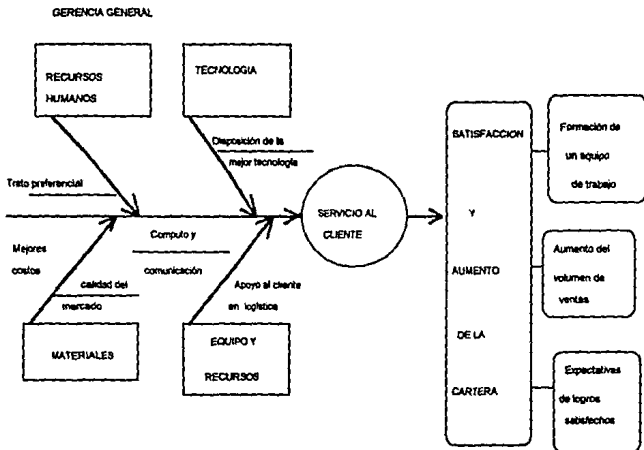 GERENCIA GENERAL
RECURSOS
HUMANOS
TECNOLOGIA
Disposición de la
mejor tecnología
Trato preferencial
SERVICIO AL
CLIENTE
Mejores
costos
calidad del
mercado
Computo y
comunicación
Apoyo al cliente
en logística
MATERIALES
EQUIPO Y
RECURSOS
SATISFACCION
Y
AUMENTO
DE LA
CARTERA
Formación de
un equipo
de trabajo
Aumento del
volumen de
ventas
Expectativas
de logros
satisfechos